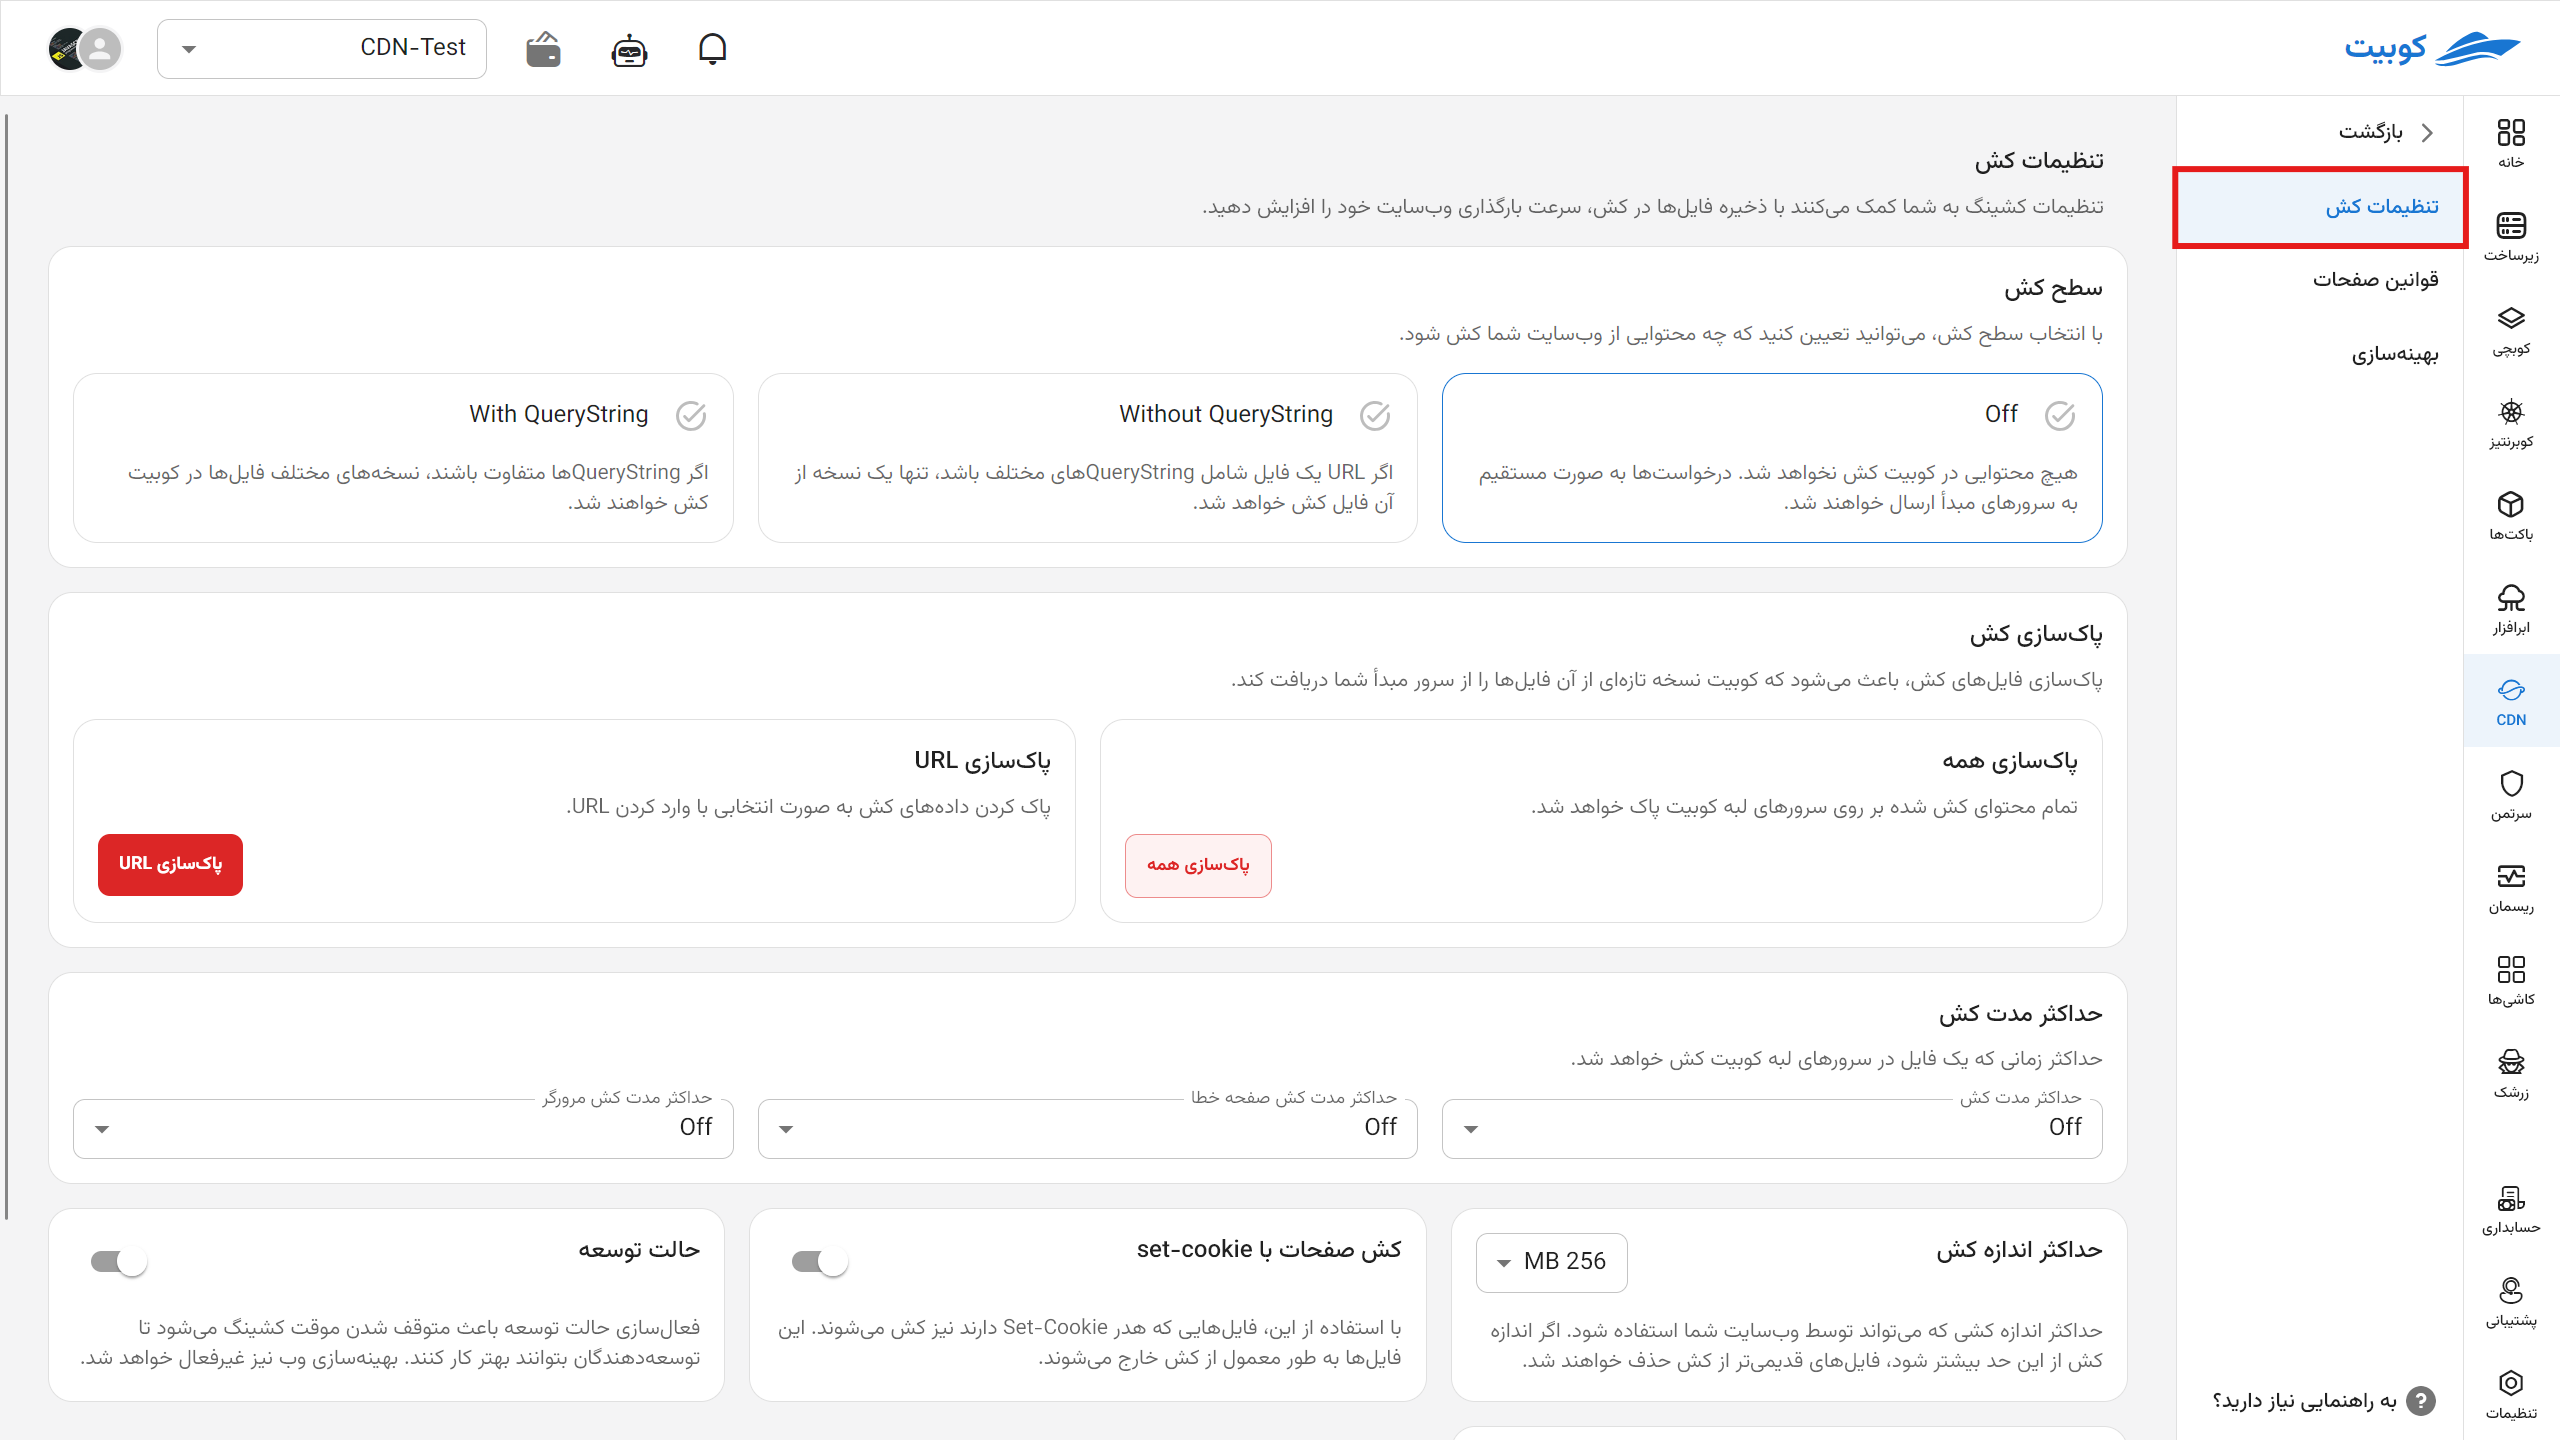 کوبیت
CDN-Test
خانه
زیرساخت
کوبچی
کوبرنتیز
باکت‌ها
ابرافزار
CDN
سرتمن
ریسمان
کاشی‌ها
زرشک
حسابداری
پشتیبانی
تنظیمات
بازگشت
تنظیمات کش
قوانین صفحات
بهینه‌سازی
به راهنمایی نیاز دارید؟
تنظیمات کش
تنظیمات کشینگ به شما کمک می‌کنند با ذخیره فایل‌ها در کش، سرعت بارگذاری وب‌سایت خود را افزایش دهید.
سطح کش
با انتخاب سطح کش، می‌توانید تعیین کنید که چه محتوایی از وب‌سایت شما کش شود.
Off
هیچ محتوایی در کوبیت کش نخواهد شد. درخواست‌ها به صورت مستقیم
به سرورهای مبدأ ارسال خواهند شد.
Without QueryString
اگر URL یک فایل شامل QueryStringهای مختلف باشد، تنها یک نسخه از
آن فایل کش خواهد شد.
With QueryString
اگر QueryStringها متفاوت باشند، نسخه‌های مختلف فایل‌ها در کوبیت
کش خواهند شد.
پاک‌سازی کش
پاک‌سازی فایل‌های کش، باعث می‌شود که کوبیت نسخه تازه‌ای از آن فایل‌ها را از سرور مبدأ شما دریافت کند.
پاک‌سازی همه
تمام محتوای کش شده بر روی سرورهای لبه کوبیت پاک خواهد شد.
پاک‌سازی همه
پاک‌سازی URL
پاک کردن داده‌های کش به صورت انتخابی با وارد کردن URL.
پاک‌سازی URL
حداکثر مدت کش
حداکثر زمانی که یک فایل در سرورهای لبه کوبیت کش خواهد شد.
حداکثر مدت کش
Off
حداکثر مدت کش صفحه خطا
Off
حداکثر مدت کش مرورگر
Off
حداکثر اندازه کش
256 MB
حداکثر اندازه کشی که می‌تواند توسط وب‌سایت شما استفاده شود. اگر اندازه
کش از این حد بیشتر شود، فایل‌های قدیمی‌تر از کش حذف خواهند شد.
کش صفحات با set-cookie
با استفاده از این، فایل‌هایی که هدر Set-Cookie دارند نیز کش می‌شوند. این
فایل‌ها به طور معمول از کش خارج می‌شوند.
حالت توسعه
فعال‌سازی حالت توسعه باعث متوقف شدن موقت کشینگ می‌شود تا
توسعه‌دهندگان بتوانند بهتر کار کنند. بهینه‌سازی وب نیز غیرفعال خواهد شد.